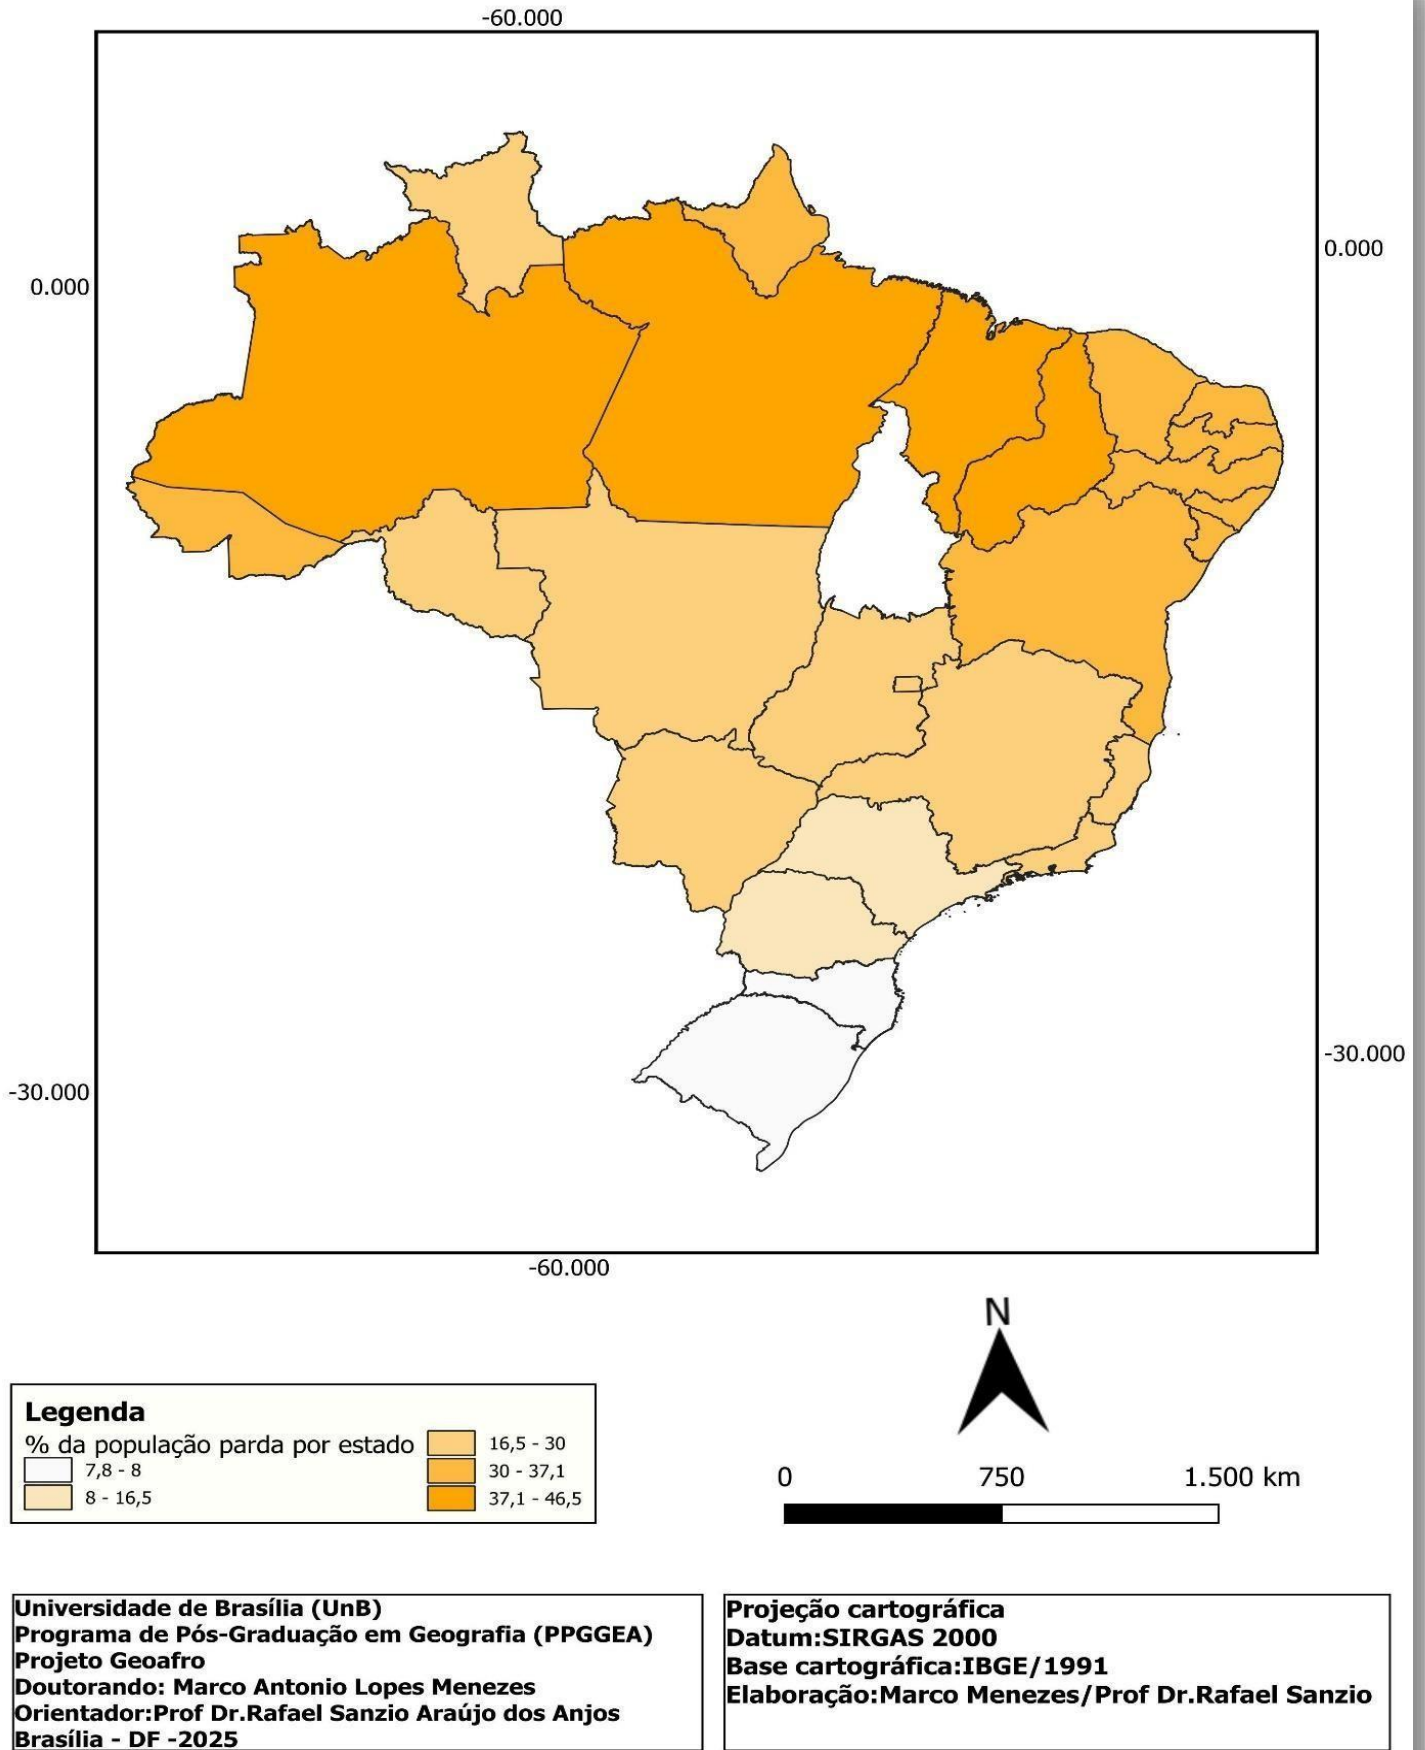 -60.000
0.000
0.000
-30.000
-30.000
-60.000
N
Legenda
% da população parda por estado
7,8 - 8
8 - 16,5
16,5 - 30
30 - 37,1
37,1 - 46,5
0 750 1.500 km
Universidade de Brasília (UnB)
Programa de Pós-Graduação em Geografia (PPGGEA)
Projeto Geoafro
Doutorando: Marco Antonio Lopes Menezes
Orientador:Prof Dr.Rafael Sanzio Araújo dos Anjos
Brasília - DF -2025
Projeção cartográfica
Datum:SIRGAS 2000
Base cartográfica:IBGE/1991
Elaboração:Marco Menezes/Prof Dr.Rafael Sanzio